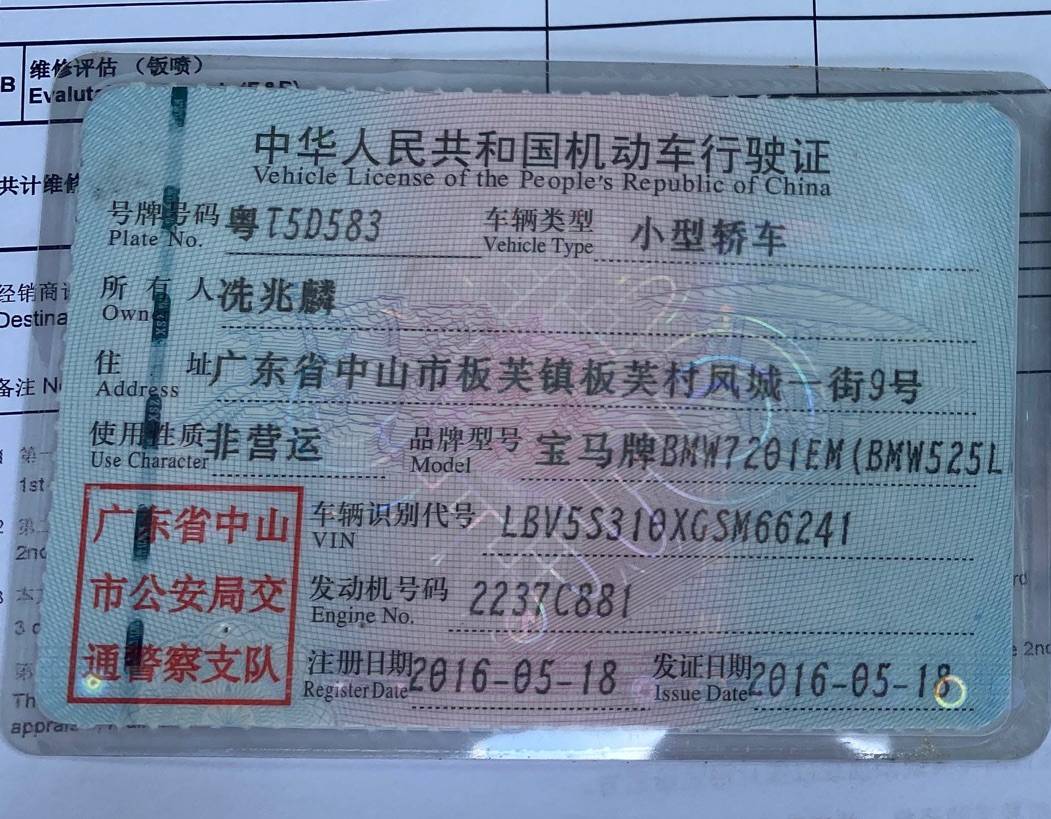 B 维修评估 （钣喷）
中华人民共和国机动车行驶证
Vehicle License of the People's Republic of China
共计维修
号牌号码 粤T5D583 车辆类型 小型轿车
Plate No. Vehicle Type
所有人 冼兆麟
Owner
住址 广东省中山市板芙镇板芙村凤城一街9号
Address
使用性质 非营运 品牌型号 宝马牌BMW7201EM(BMW525L
Use Character Model
广东省中山
市公安局交
通警察支队
车辆识别代号 LBV5S310XGSM66241
VIN
发动机号码 2237C881
Engine No.
注册日期 2016-05-18 发证日期 2016-05-18
Register Date Issue Date
经销商
Destina
备注 N
1st
2nd
3